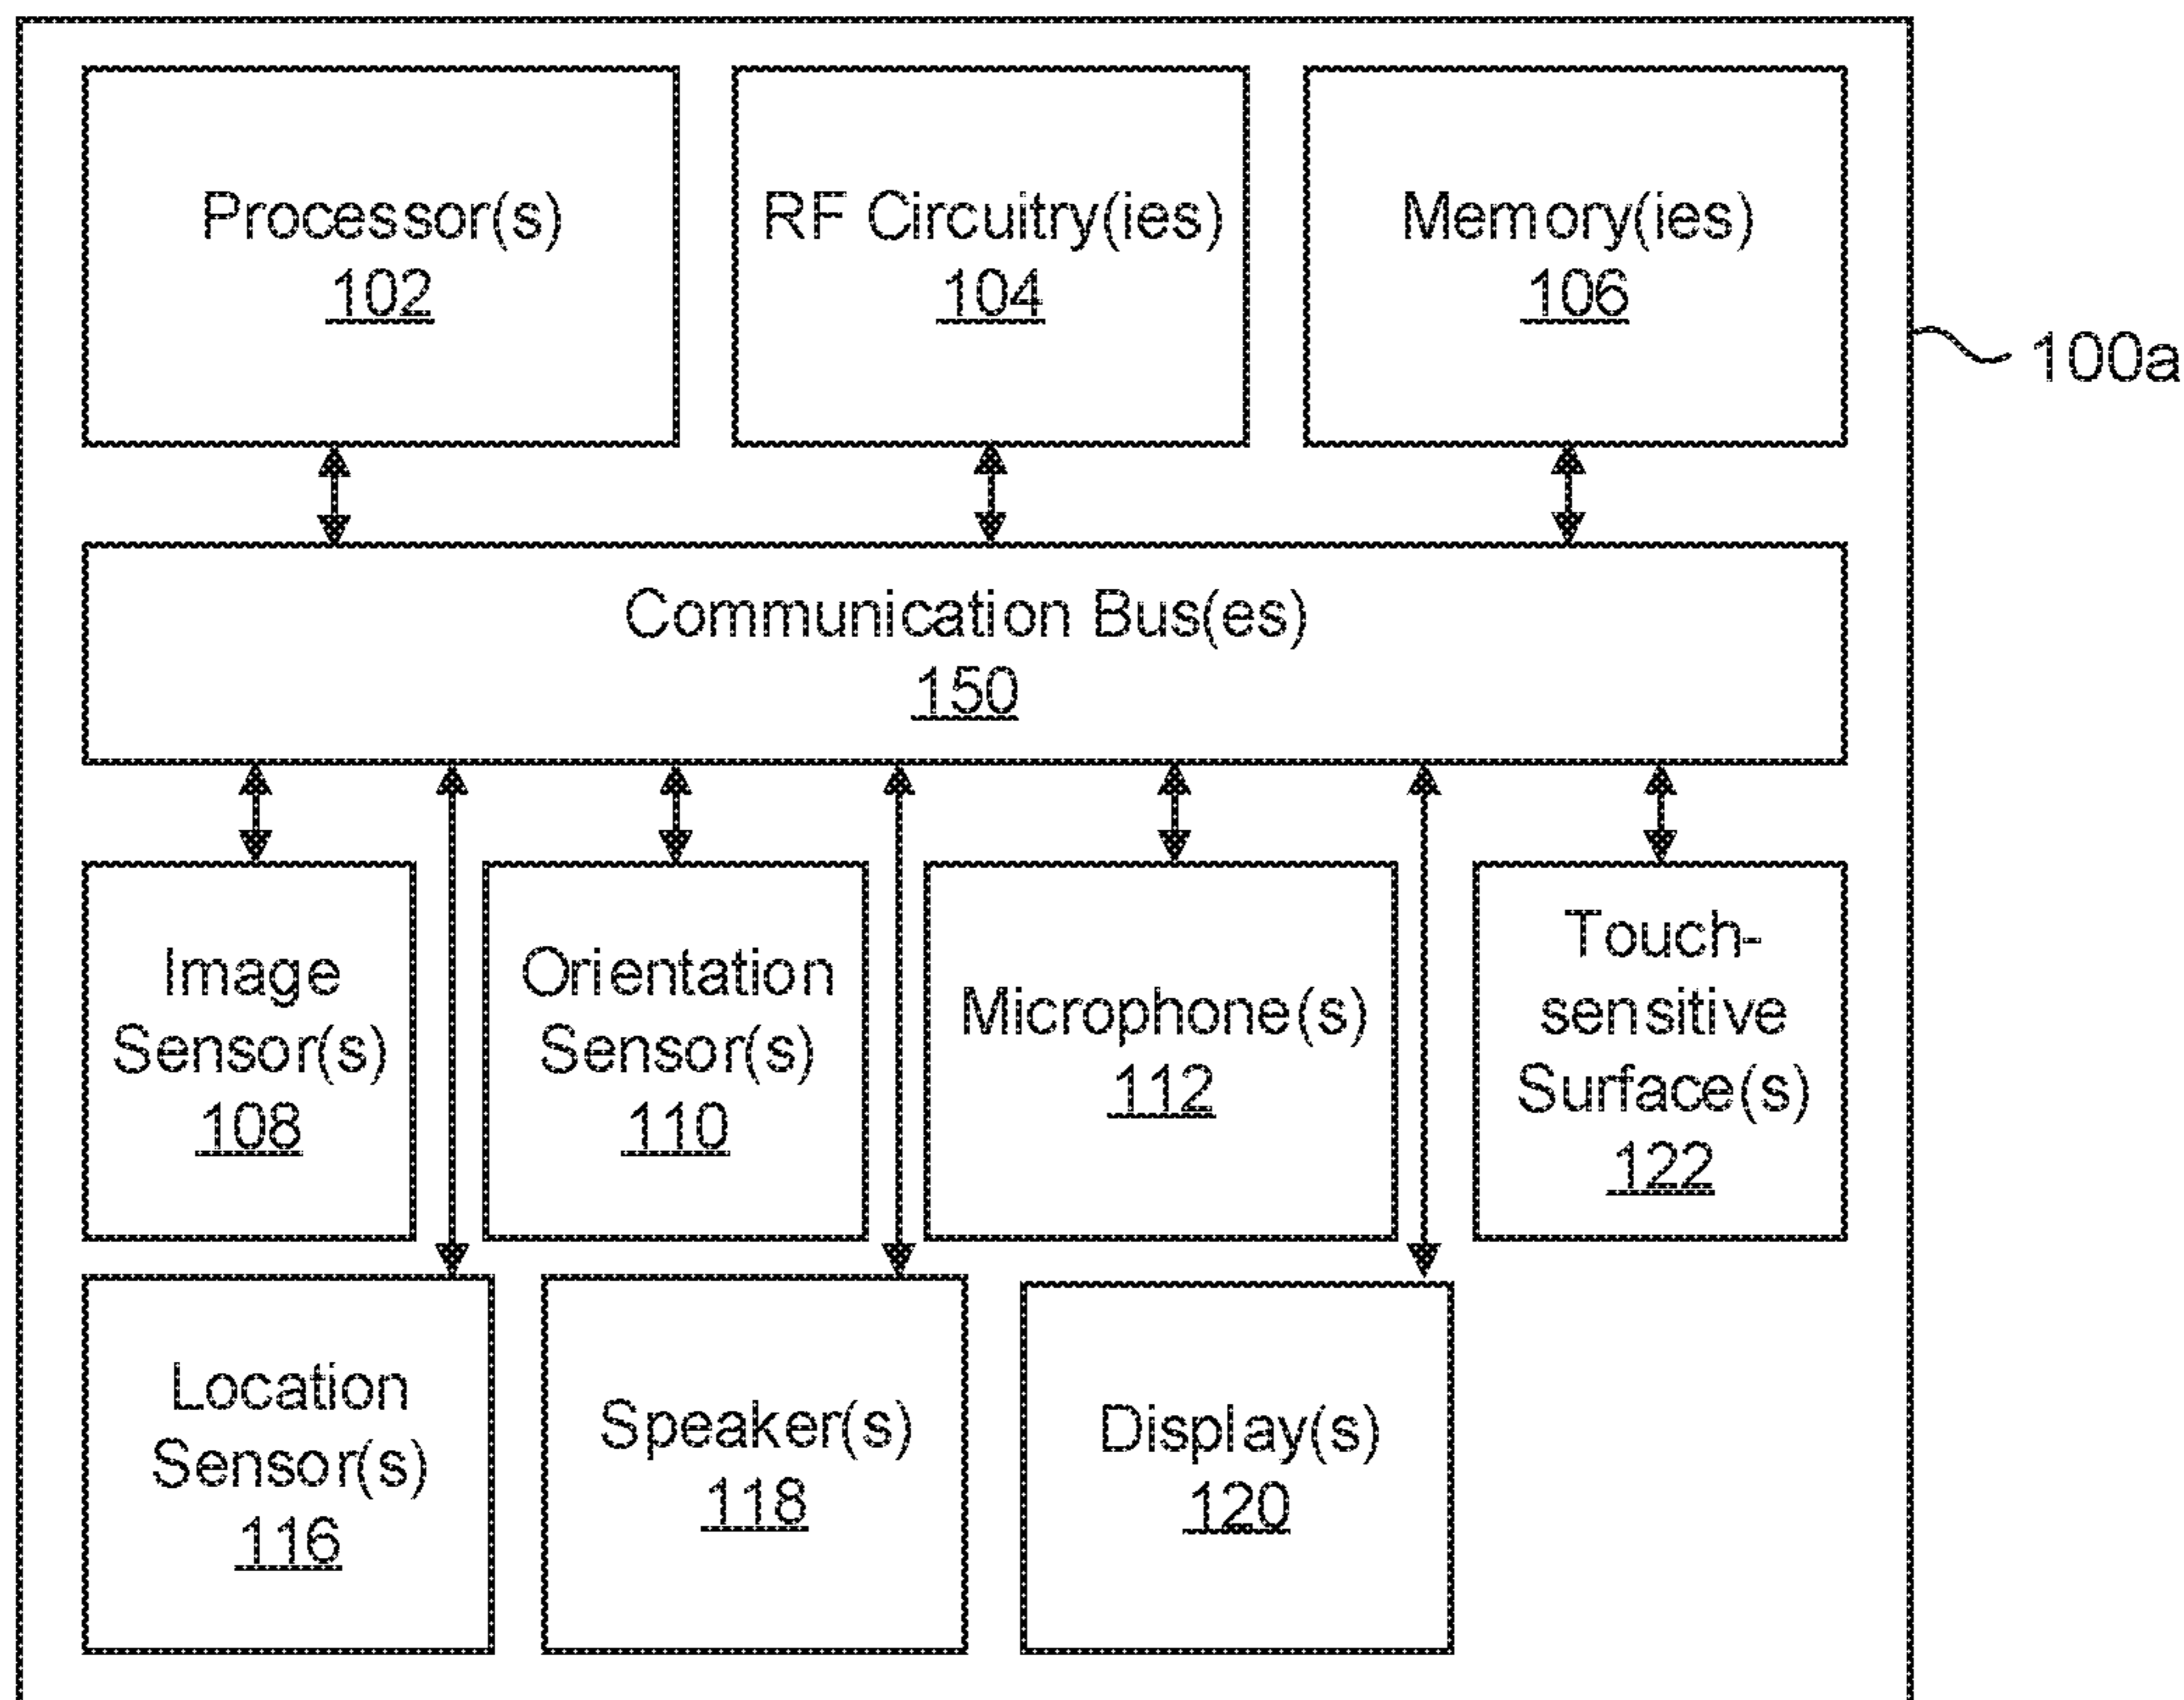 Processor(s)
102
RF Circuitry(ies)
104
Memory(ies)
106
100a
Communication Bus(es)
150
Image
Sensor(s)
108
Orientation
Sensor(s)
110
Microphone(s)
112
Touch-
sensitive
Surface(s)
122
Location
Sensor(s)
116
Speaker(s)
118
Display(s)
120